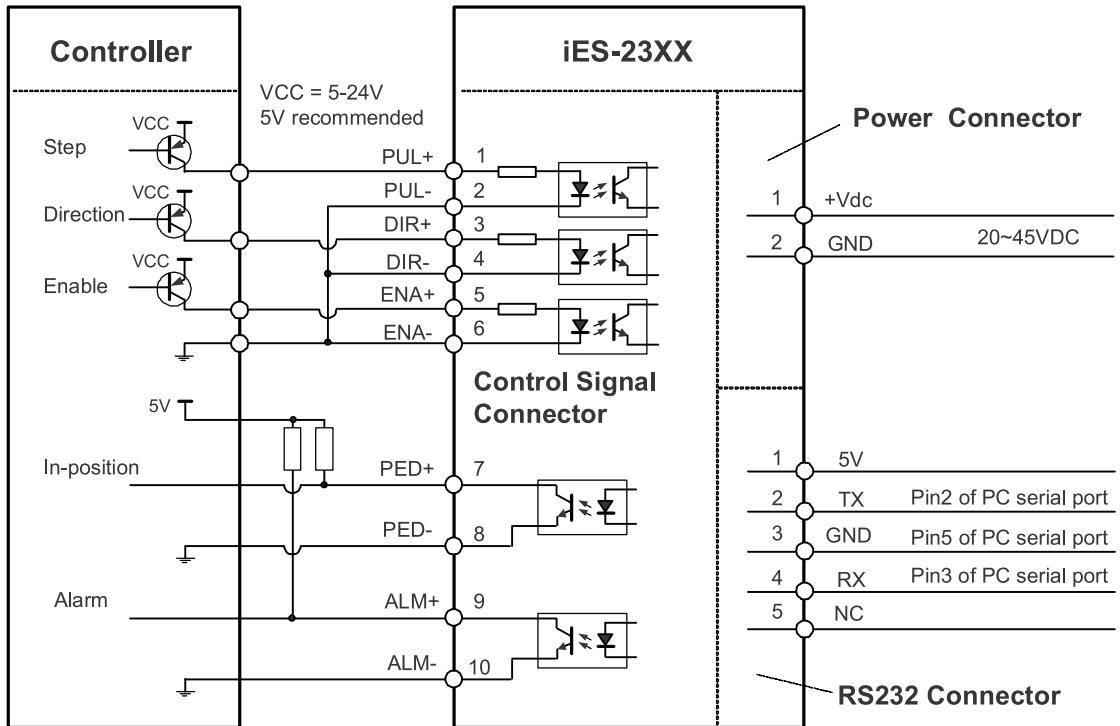 Controller
iES-23XX
VCC = 5-24V
5V recommended
Power Connector
VCC
Step
PUL+
1
PUL-
2
VCC
Direction
DIR+
3
DIR-
4
VCC
Enable
ENA+
5
ENA-
6
1
+Vdc
2
GND
20~45VDC
Control Signal
Connector
5V
In-position
PED+
7
PED-
8
Alarm
ALM+
9
ALM-
10
1
5V
2
TX
Pin2 of PC serial port
3
GND
Pin5 of PC serial port
4
RX
Pin3 of PC serial port
5
NC
RS232 Connector